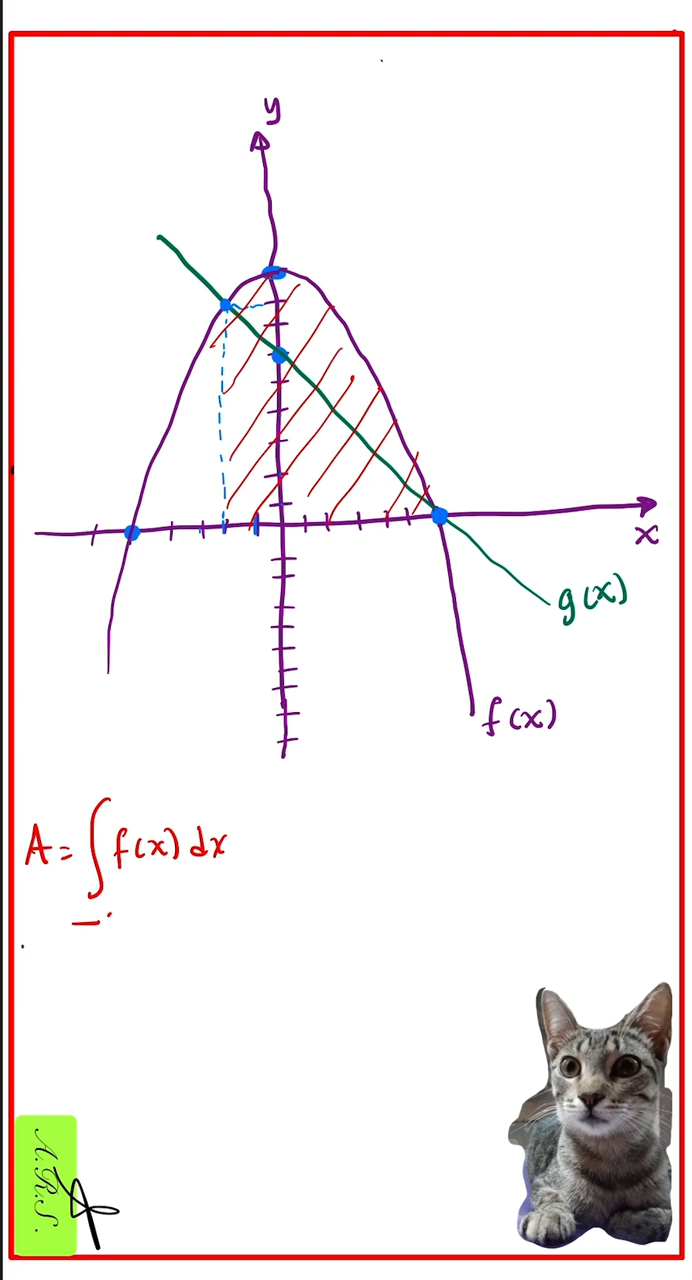 y
x
g(x)
f(x)
A = ∫ f(x) dx
−
A.R.S.